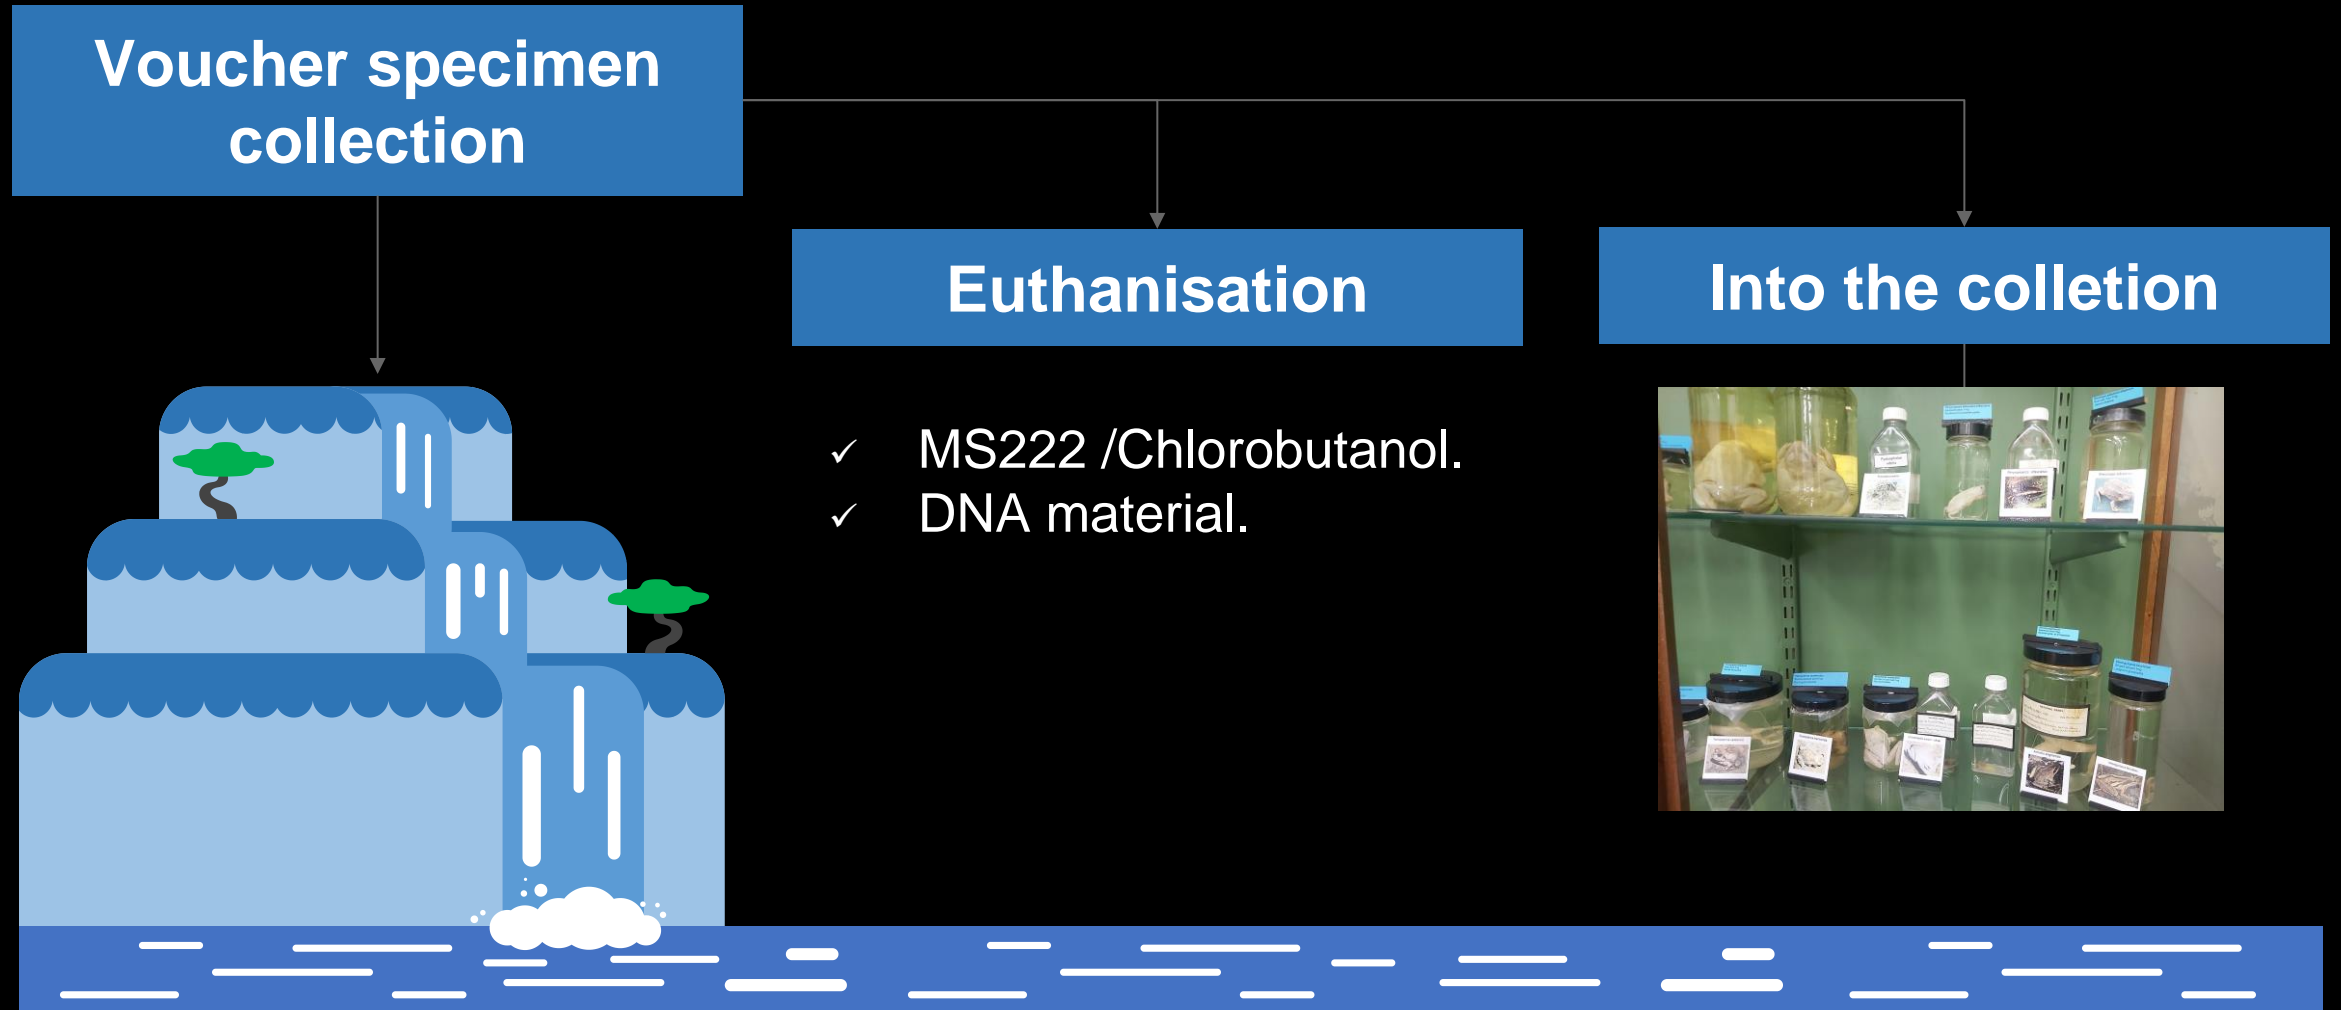 Voucher specimen
collection
Euthanisation
Into the colletion
✓ MS222 /Chlorobutanol.
✓ DNA material.